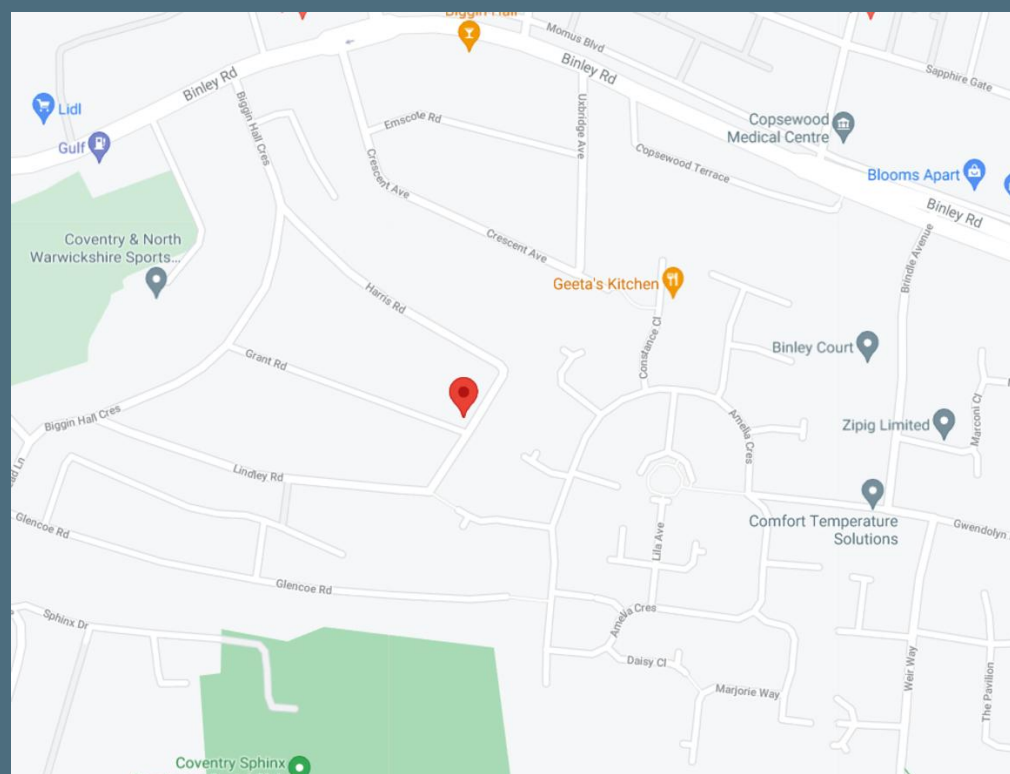 Biggin Hall
Momus Blvd
Binley Rd
Binley Rd
Sapphire Gate
Lidl
Gulf
Biggin Hall Cres
Emscote Rd
Uxbridge Ave
Copsewood
Medical Centre
Copsewood Terrace
Blooms Apart
Crescent Ave
Binley Rd
Coventry & North
Warwickshire Sports...
Crescent Ave
Brindle Avenue
Geeta's Kitchen
Harris Rd
Constance Cl
Binley Court
Grant Rd
Biggin Hall Cres
Amelia Cres
Zipig Limited
Marconi Ct
Lindley Rd
Glencoe Rd
Comfort Temperature
Solutions
Gwendolyn
Lila Ave
Glencoe Rd
Amelia Cres
Sphinx Dr
Daisy Cl
Marjorie Way
Weir Way
The Pavilion
Coventry Sphinx